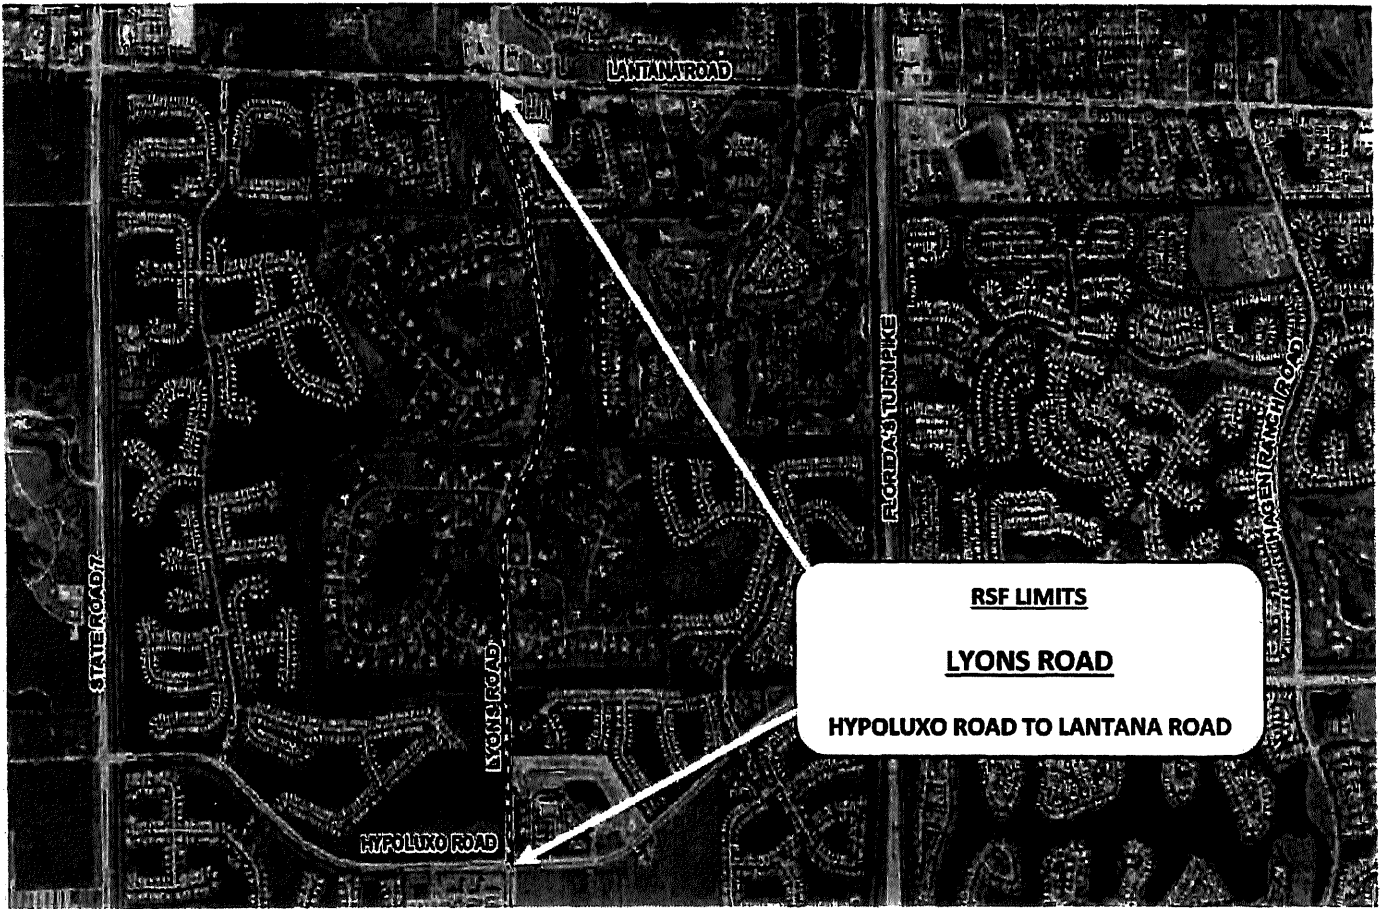 LANTANA ROAD
FLORIDA'S TURNPIKE
HAGEN RANCH ROAD
STATE ROAD 7
LYONS ROAD
HYPOLUXO ROAD
RSF LIMITS
LYONS ROAD
HYPOLUXO ROAD TO LANTANA ROAD